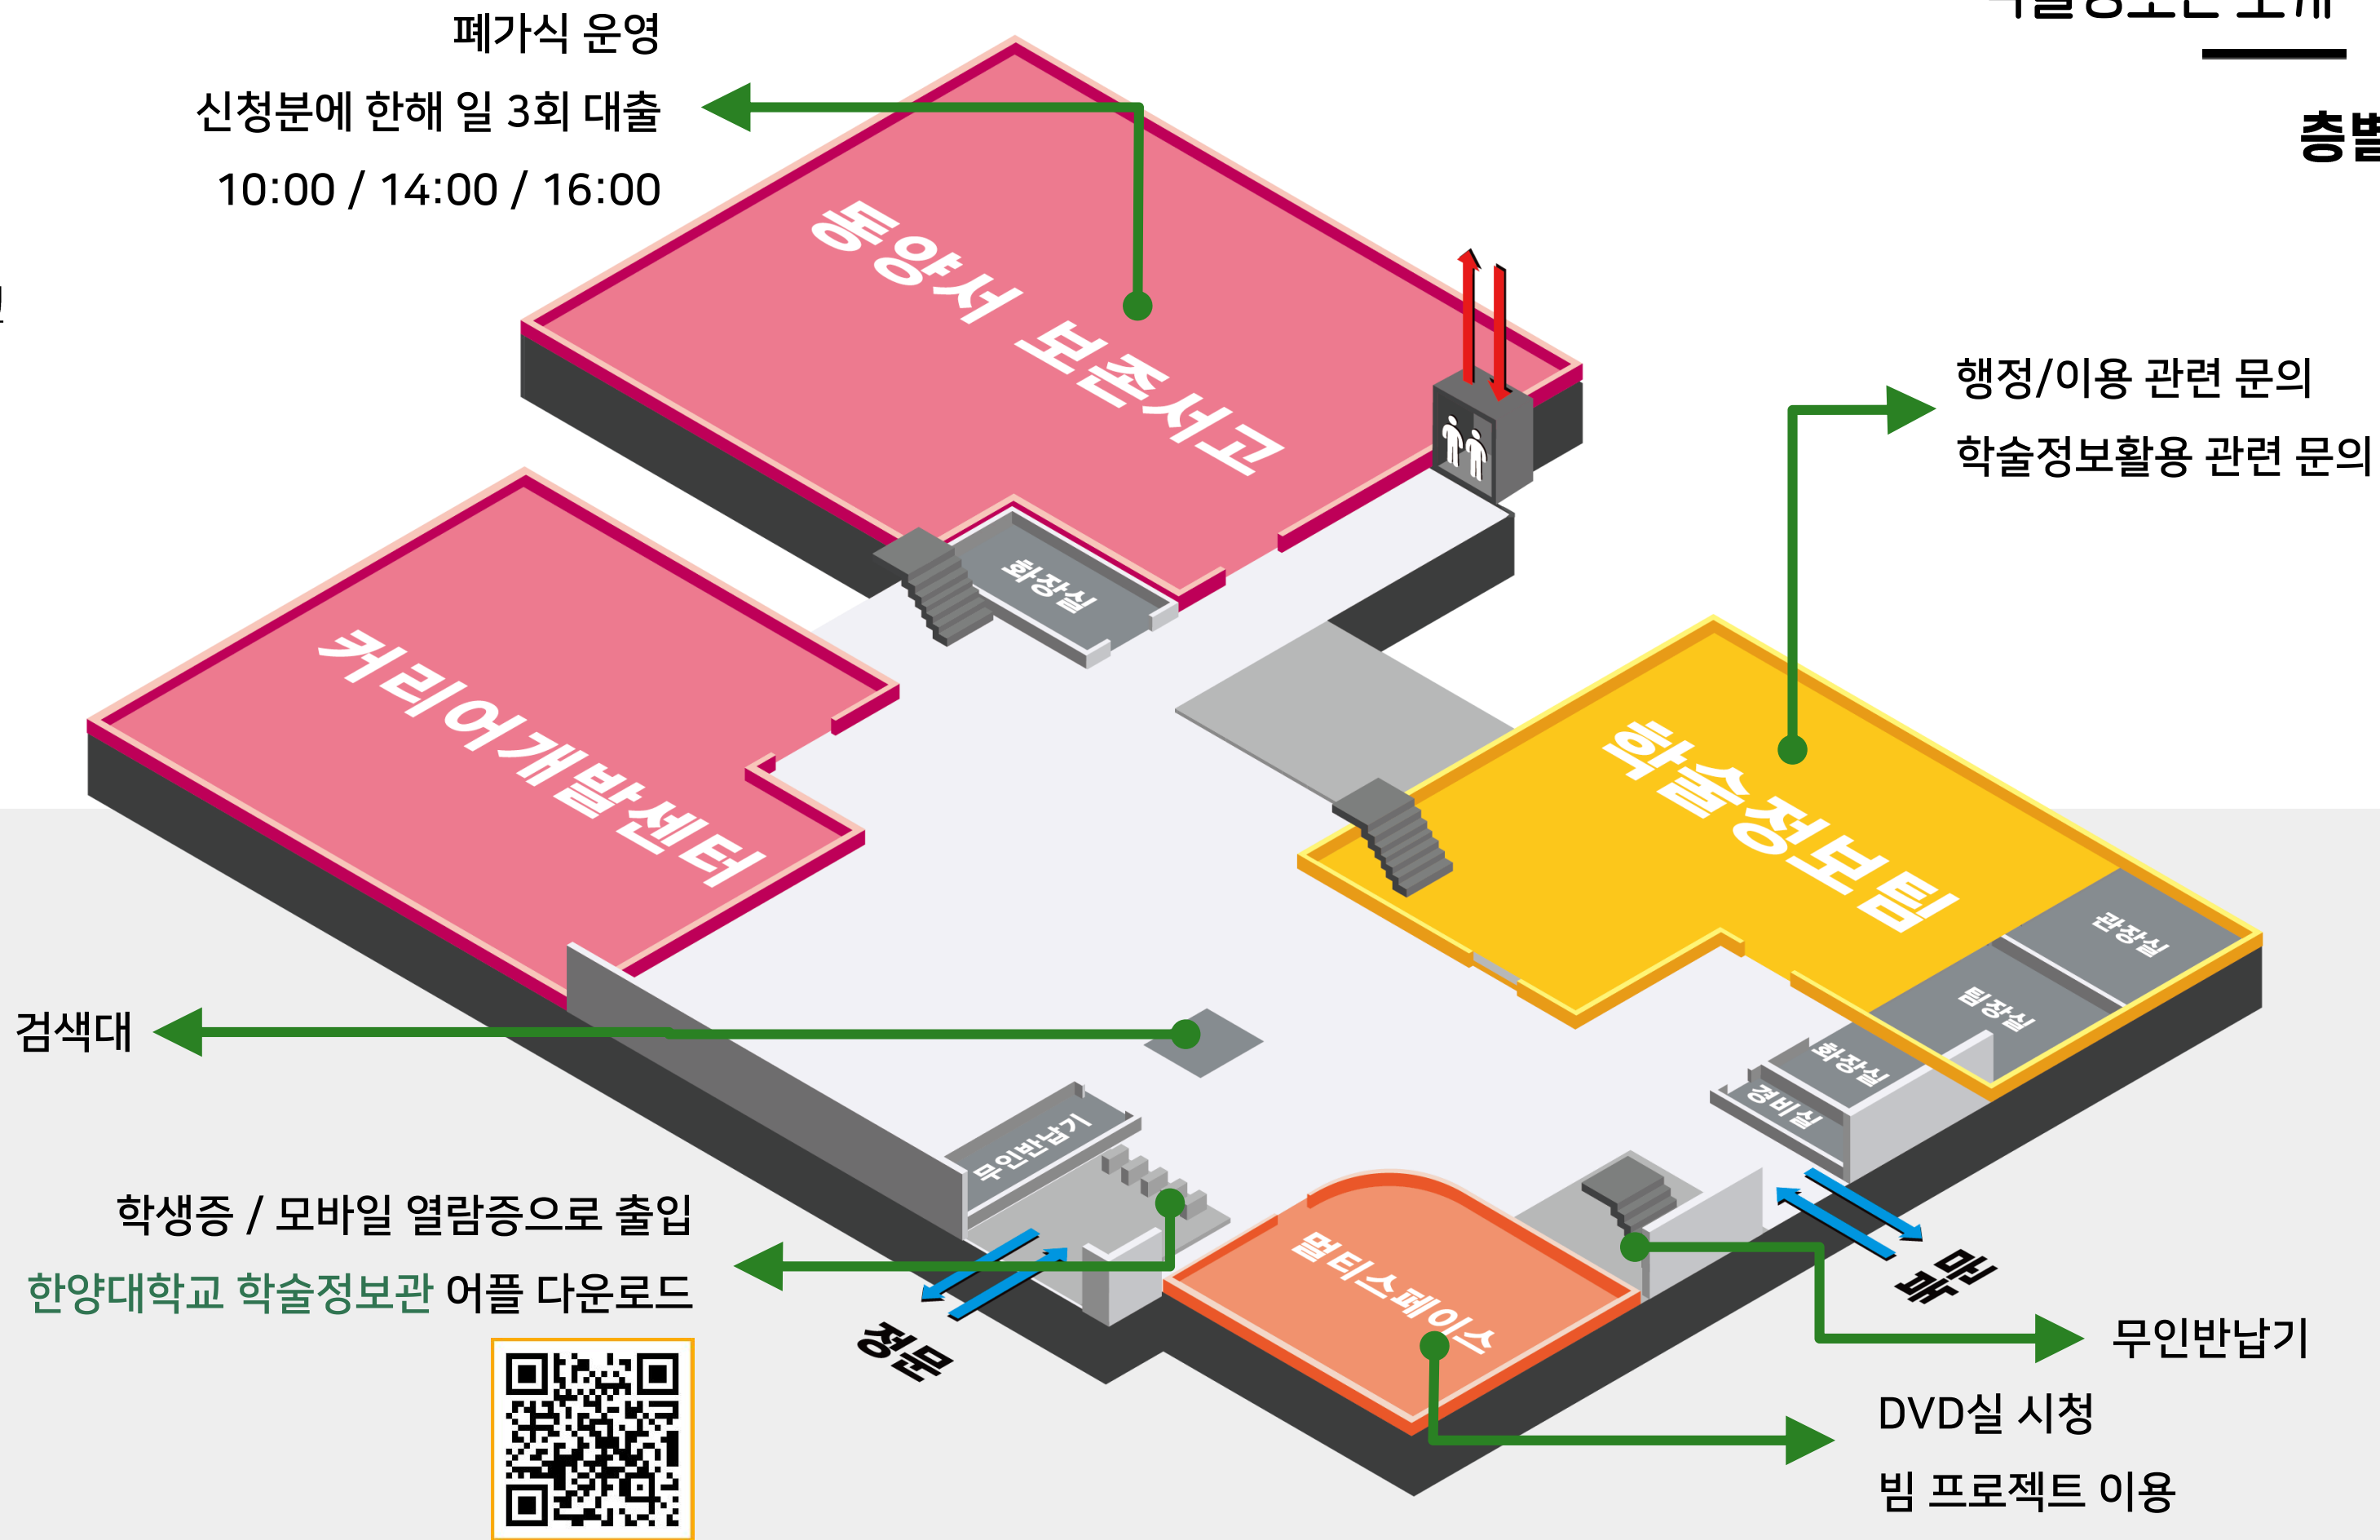 폐가식 운영
신청분에 한해 일 3회 대출
10:00 / 14:00 / 16:00
동양서 보존서고
행정/이용 관련 문의
학술정보활용 관련 문의
화장실
커리어개발센터
학술정보팀
관장실
팀장실
화장실
경비실
검색대
무인반납기
학생증 / 모바일 열람증으로 출입
한양대학교 학술정보관 어플 다운로드
멀티스페이스
정문
후문
무인반납기
DVD실 시청
빔 프로젝트 이용